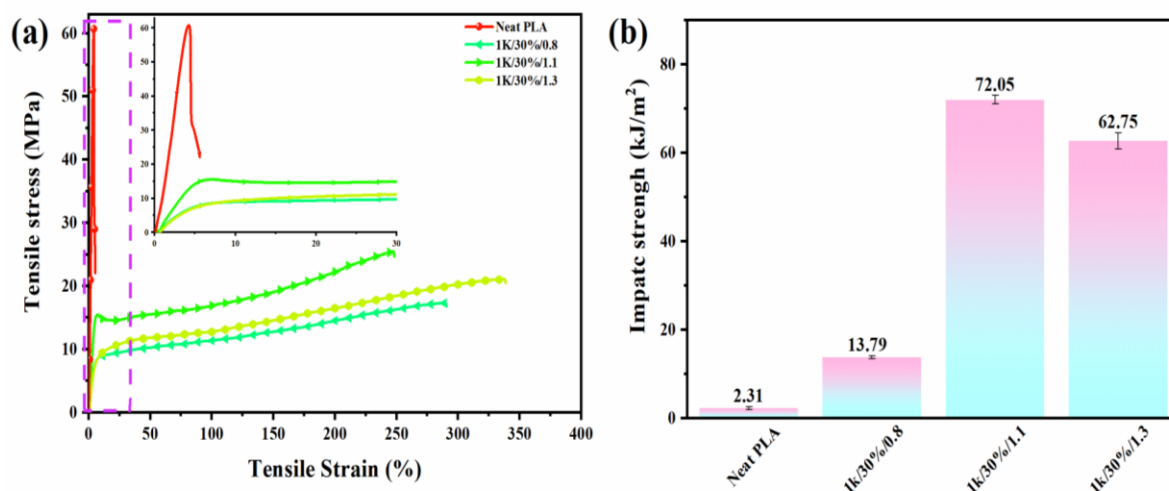 (a)
Tensile stress (MPa)
60
50
40
30
20
10
0
0
50
100
150
200
250
300
350
400
Tensile Strain (%)
60
50
40
30
20
10
0
0
10
20
30
Neat PLA
1K/30%/0.8
1K/30%/1.1
1K/30%/1.3
(b)
Impatc strengh (kJ/m²)
80
60
40
20
0
2.31
13.79
72.05
62.75
Neat PLA
1k/30%/0.8
1k/30%/1.1
1k/30%/1.3